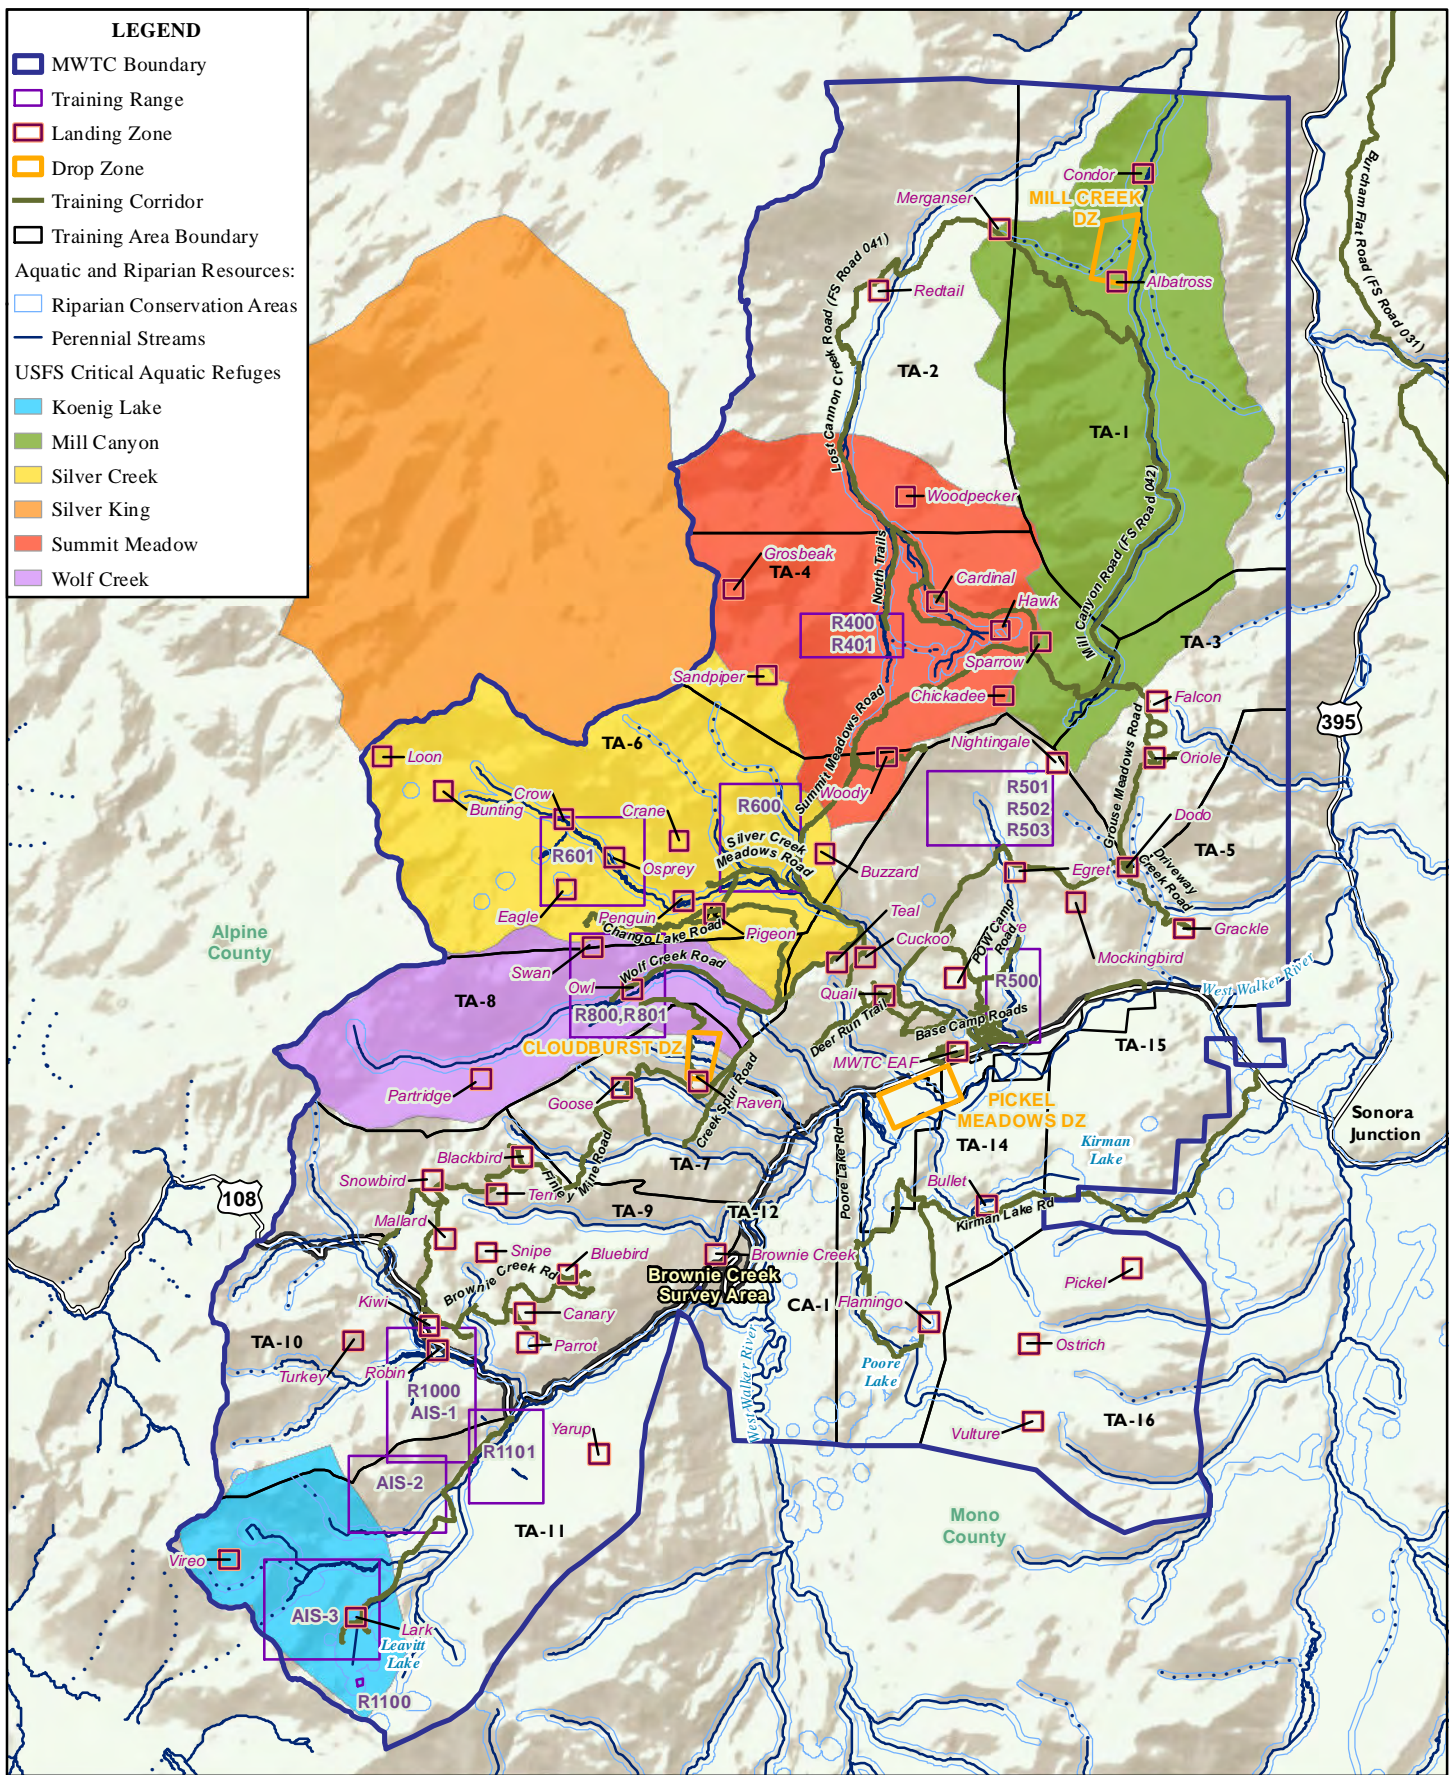 LEGEND
MWTC Boundary
Training Range
Landing Zone
Drop Zone
Training Corridor
Training Area Boundary
Aquatic and Riparian Resources:
Riparian Conservation Areas
Perennial Streams
USFS Critical Aquatic Refuges
Koenig Lake
Mill Canyon
Silver Creek
Silver King
Summit Meadow
Wolf Creek
Burcham Flat Road (FS Road 031)
Condor
MILL CREEK
DZ
Merganser
Albatross
Redtail
Lost Cannon Creek Road (FS Road 041)
TA-2
TA-1
Woodpecker
Mill Canyon Road (FS Road 042)
Grosbeak
TA-4
North Trails
Cardinal
Hawk
R400
R401
Sparrow
TA-3
Sandpiper
Chickadee
Falcon
Summit Meadows Road
395
TA-6
Nightingale
Loon
Oriole
Grouse Meadows Road
Bunting
Crow
Crane
R600
Woody
R501
R502
R503
Dodo
Silver Creek
Meadows Road
R601
Osprey
Buzzard
Egret
Driveway
Creek Road
TA-5
Eagle
Penguin
Teal
POW Camp
Road
Chango Lake Road
Pigeon
Cuckoo
Grackle
Alpine
County
Swan
Wolf Creek Road
Mockingbird
West Walker River
Owl
TA-8
R500
Quail
R800,R801
Deer Run Trail
Base Camp Roads
CLOUDBURST DZ
MWTC EAF
TA-15
Partridge
Goose
Raven
Creek Spur Road
PICKEL
MEADOWS DZ
Sonora
Junction
Kirman
Lake
TA-14
Blackbird
Finley Mine Road
TA-7
Poore Lake Rd
Snowbird
Tern
Bullet
108
TA-9
TA-12
Kirman Lake Rd
Mallard
Snipe
Bluebird
Brownie Creek
Brownie Creek
Survey Area
Pickel
Brownie Creek Rd
Kiwi
Canary
CA-1
Flamingo
TA-10
Parrot
Ostrich
Turkey
Robin
West Walker River
Poore
Lake
R1000
AIS-1
Yarup
Vulture
TA-16
R1101
AIS-2
TA-11
Mono
County
Vireo
AIS-3
Lark
Leavitt
Lake
R1100